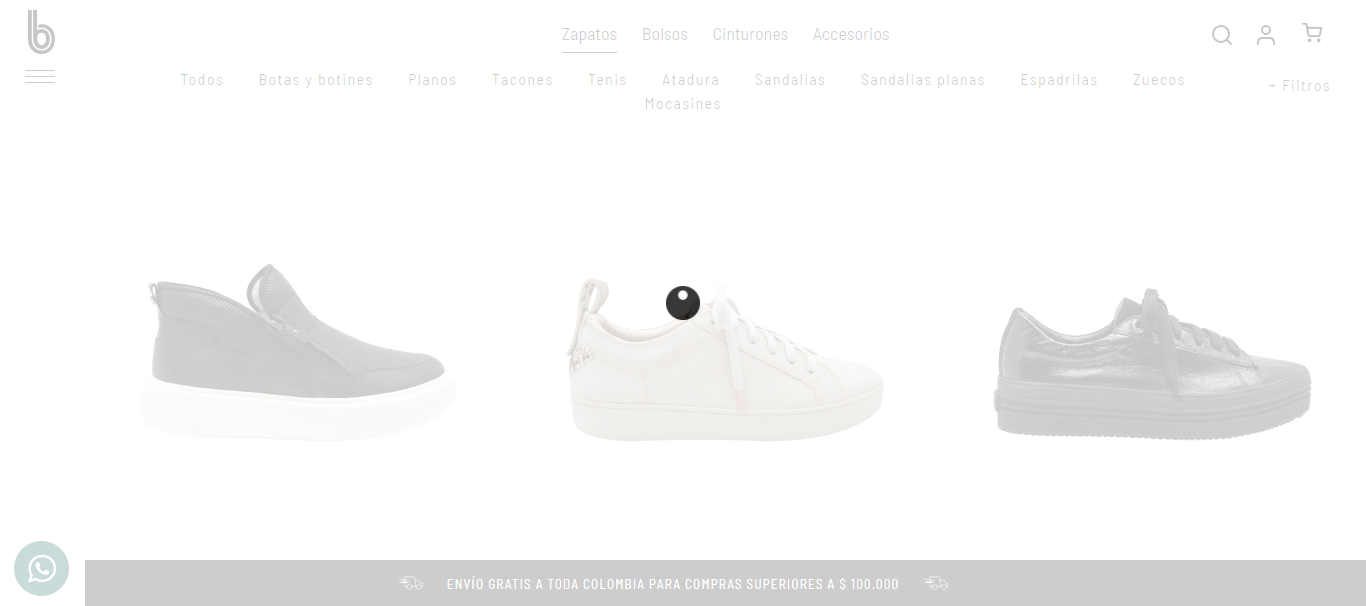 b
Zapatos Bolsos Cinturones Accesorios
Todos Botas y botines Planos Tacones Tenis Atadura Sandalias Sandalias planas Espadrilas Zuecos
Mocasines
+ Filtros
ENVÍO GRATIS A TODA COLOMBIA PARA COMPRAS SUPERIORES A $ 100.000